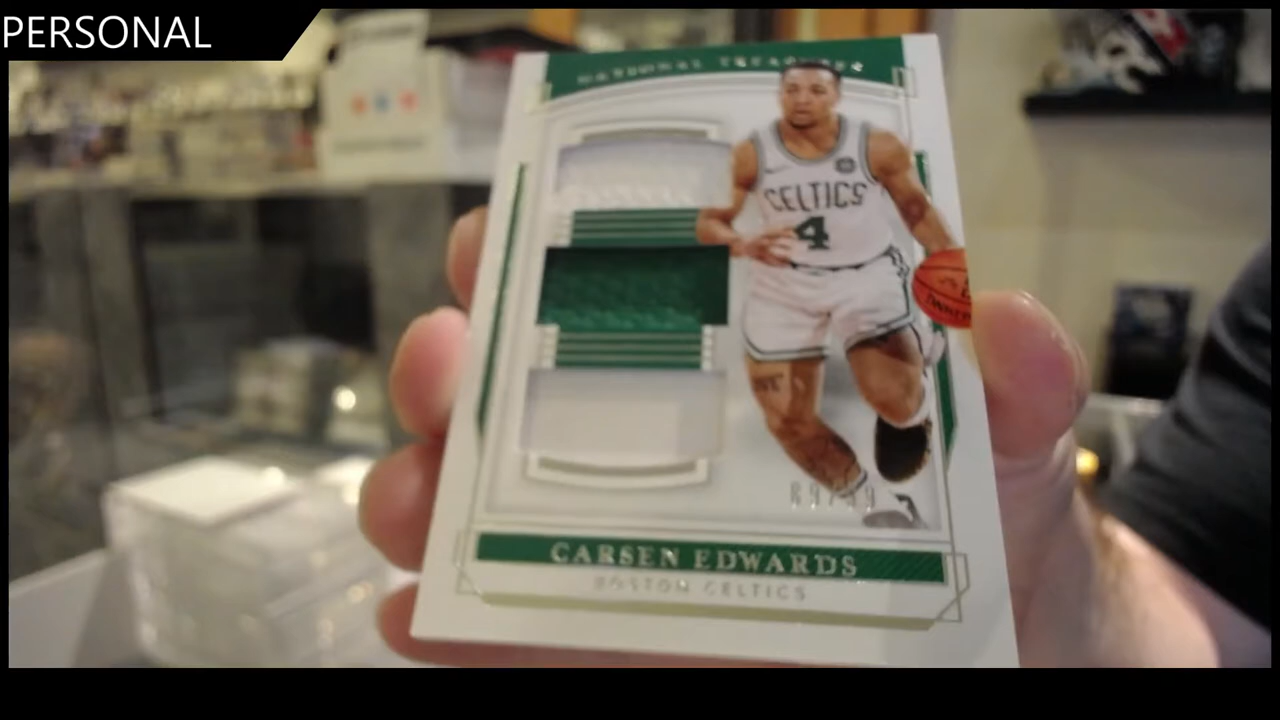 PERSONAL
NATIONAL TREASURES
CELTICS
4
CARSEN EDWARDS
BOSTON CELTICS